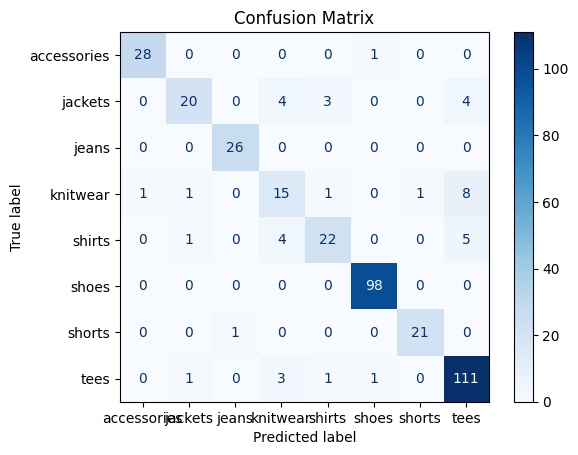 Confusion Matrix
accessories 28 0 0 0 0 1 0 0
jackets 0 20 0 4 3 0 0 4
jeans 0 0 26 0 0 0 0 0
knitwear 1 1 0 15 1 0 1 8
shirts 0 1 0 4 22 0 0 5
shoes 0 0 0 0 0 98 0 0
shorts 0 0 1 0 0 0 21 0
tees 0 1 0 3 1 1 0 111
accessories jackets jeans knitwear shirts shoes shorts tees
Predicted label
True label
100
80
60
40
20
0